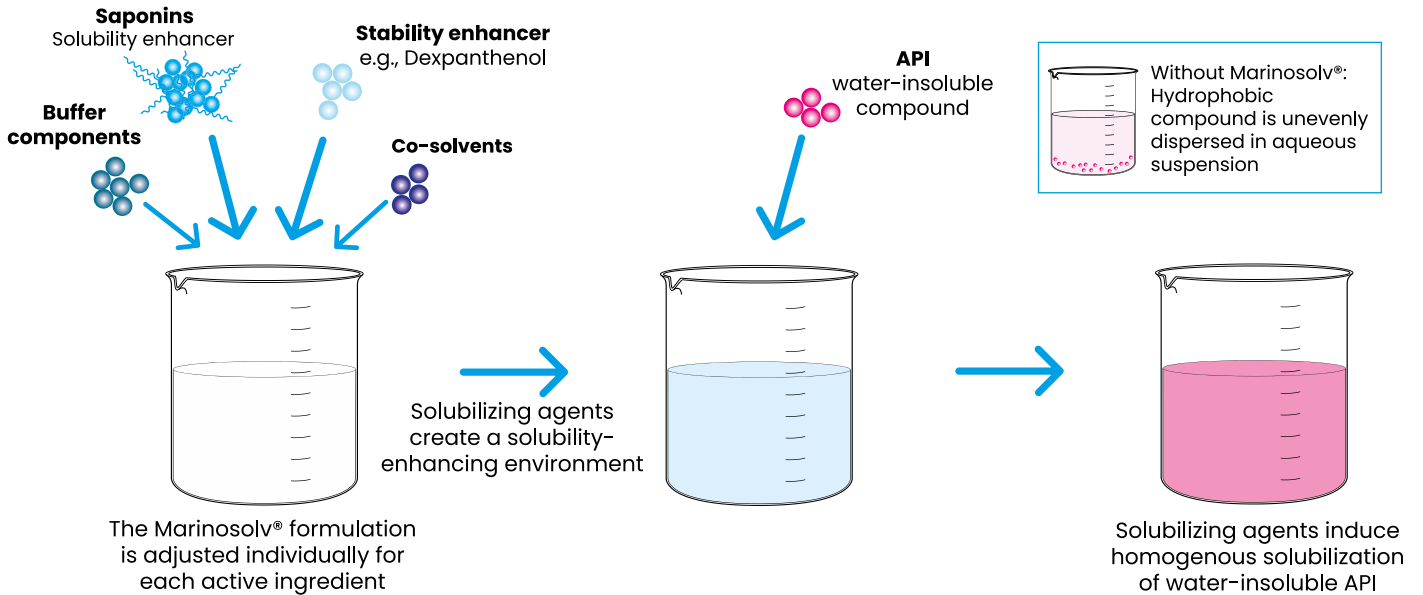 Saponins
Solubility enhancer
Stability enhancer
e.g., Dexpanthenol
Buffer
components
Co-solvents
API
water-insoluble
compound
Without Marinosolv®:
Hydrophobic
compound is unevenly
dispersed in aqueous
suspension
Solubilizing agents
create a solubility-
enhancing environment
The Marinosolv® formulation
is adjusted individually for
each active ingredient
Solubilizing agents induce
homogenous solubilization
of water-insoluble API